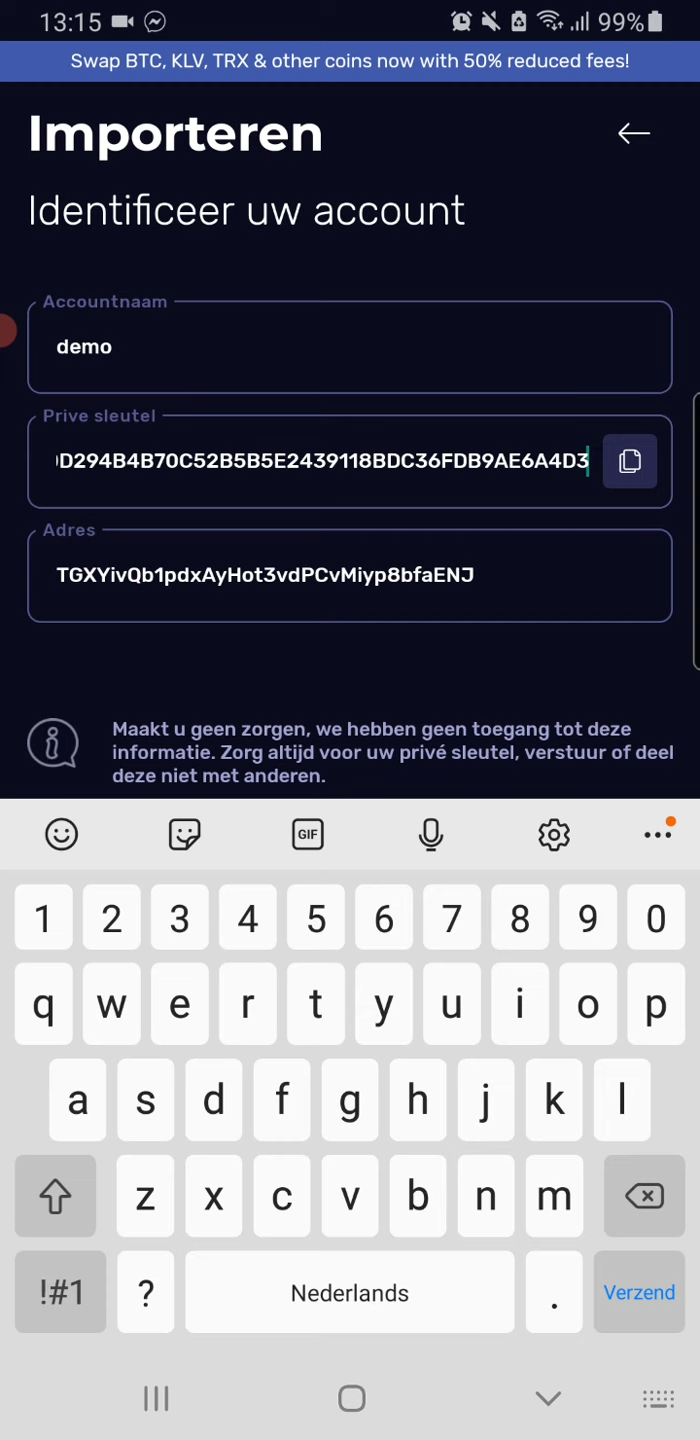 13:15 99%
Swap BTC, KLV, TRX & other coins now with 50% reduced fees!
Importeren
Identificeer uw account
Accountnaam
demo
Prive sleutel
D294B4B70C52B5B5E2439118BDC36FDB9AE6A4D3
Adres
TGXYivQb1pdxAyHot3vdPCvMiyp8bfaENJ
Maakt u geen zorgen, we hebben geen toegang tot deze
informatie. Zorg altijd voor uw privé sleutel, verstuur of deel
deze niet met anderen.
GIF
1 2 3 4 5 6 7 8 9 0
q w e r t y u i o p
a s d f g h j k l
z x c v b n m
!#1 ? Nederlands . Verzend